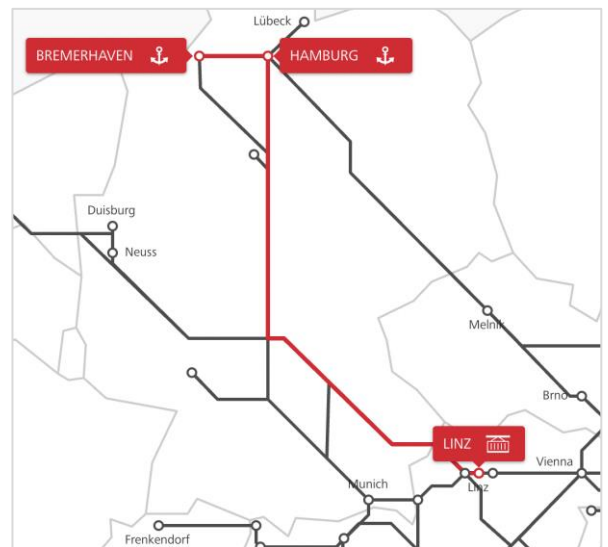 Lübeck
BREMERHAVEN
HAMBURG
Duisburg
Neuss
Melnik
Brno
LINZ
Vienna
Linz
Munich
Frenkendorf